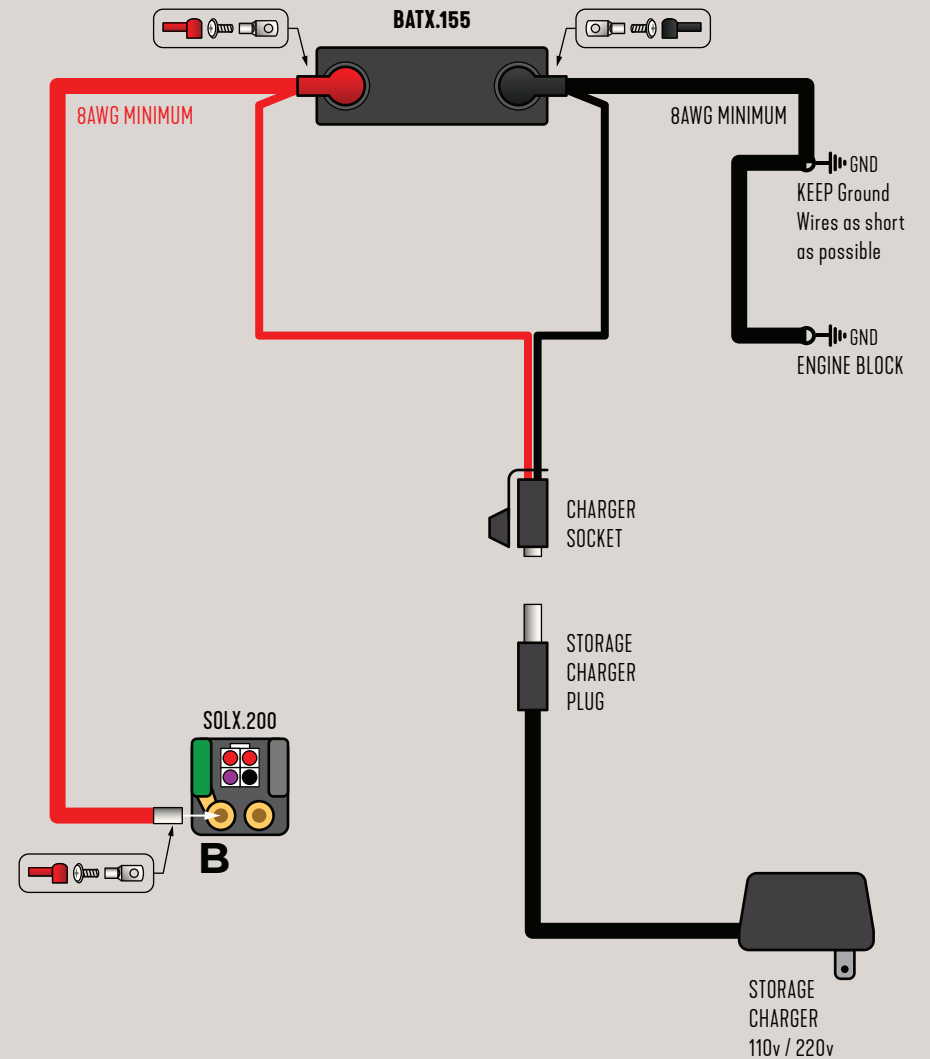 BATX.155
8AWG MINIMUM
8AWG MINIMUM
GND
KEEP Ground
Wires as short
as possible
GND
ENGINE BLOCK
CHARGER
SOCKET
STORAGE
CHARGER
PLUG
SOLX.200
B
STORAGE
CHARGER
110v / 220v